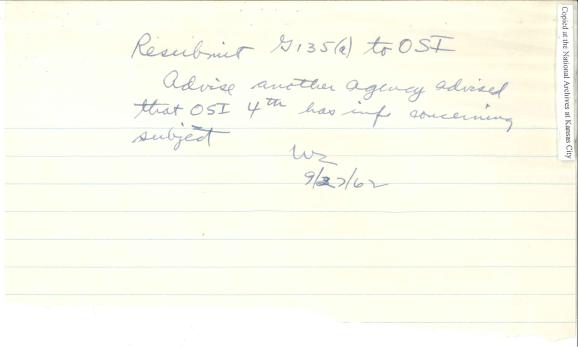 Resubmit G135(a) to OSI
Advise another agency advised
that OSI 4th has info concerning
subject
WZ
9/27/62
Copied at the National Archives at Kansas City